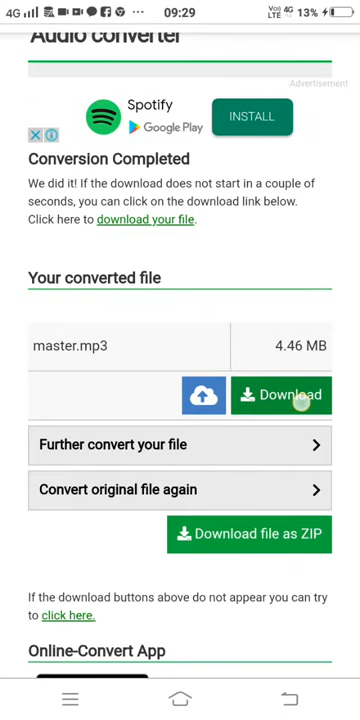 4G 09:29 VoD LTE 4G 13%
Audio converter
Advertisement
Spotify
Google Play
INSTALL
Conversion Completed
We did it! If the download does not start in a couple of
seconds, you can click on the download link below.
Click here to download your file.
Your converted file
master.mp3 4.46 MB
Download
Further convert your file
Convert original file again
Download file as ZIP
If the download buttons above do not appear you can try
to click here.
Online-Convert App